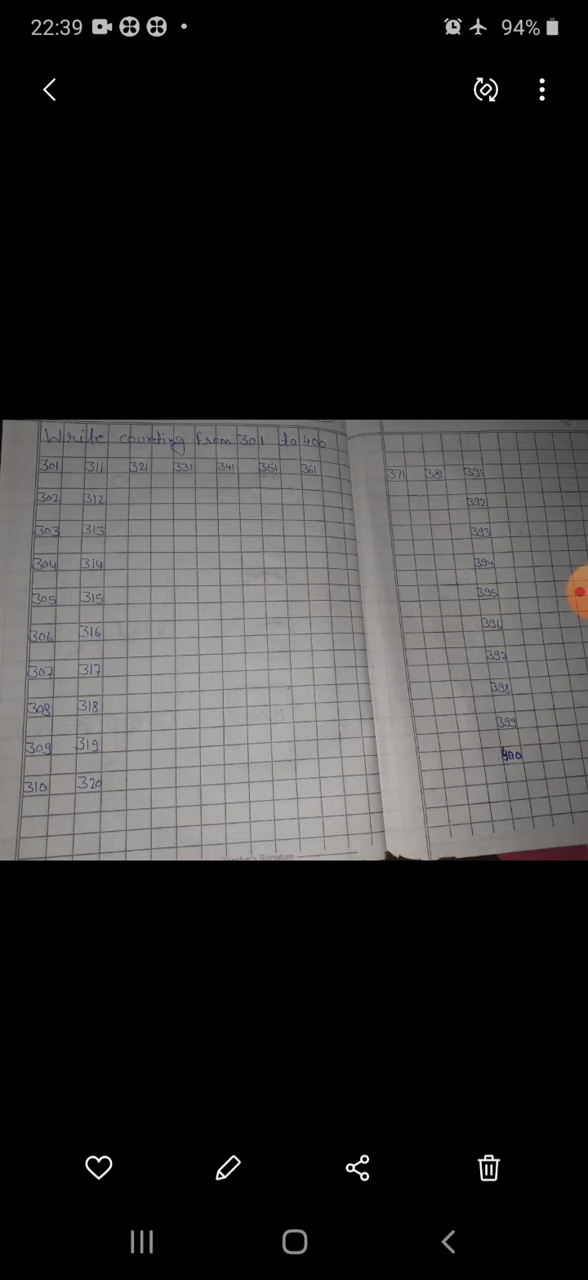 22:39
94%
Write counting from 301 to 400
301 311 321 331 341 351 361 371 381 391
302 312 392
303 313 393
304 314 394
305 315 395
306 316 396
307 317 397
308 318 398
309 319 399
310 320 400
Teacher's Signature